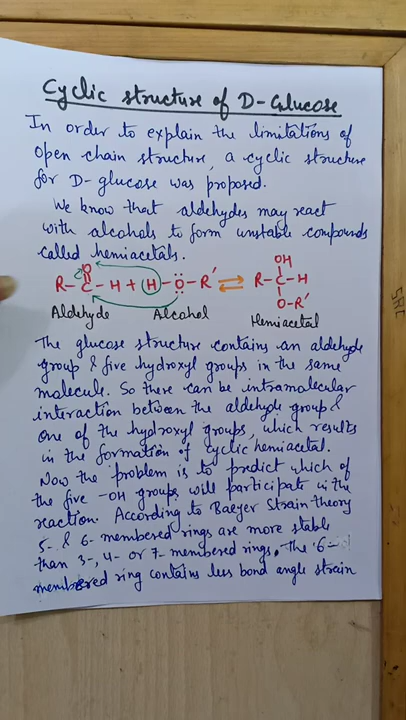 Cyclic structure of D-Glucose
In order to explain the limitations of
open chain structure, a cyclic structure
for D-glucose was proposed.
We know that aldehydes may react
with alcohols to form unstable compounds
called hemiacetals.
O OH
R-C-H + H-Ö-R' ⇌ R-C-H
O-R'
Aldehyde Alcohol Hemiacetal
The glucose structure contains an aldehyde
group & five hydroxyl groups in the same
molecule. So there can be intramolecular
interaction between the aldehyde group &
one of the hydroxyl groups, which results
in the formation of cyclic hemiacetal.
Now the problem is to predict which of
the five -OH groups will participate in the
reaction. According to Baeyer Strain theory
5- & 6- membered rings are more stable
than 3-, 4- or 7- membered rings. The 6-
membered ring contains less bond angle strain